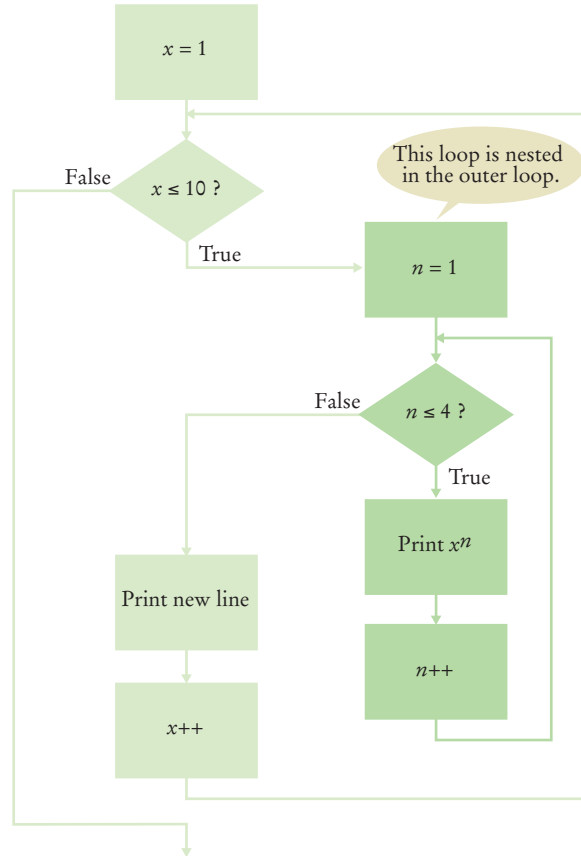 x = 1
x ≤ 10 ?
False
True
This loop is nested
in the outer loop.
n = 1
n ≤ 4 ?
False
True
Print xⁿ
n++
Print new line
x++